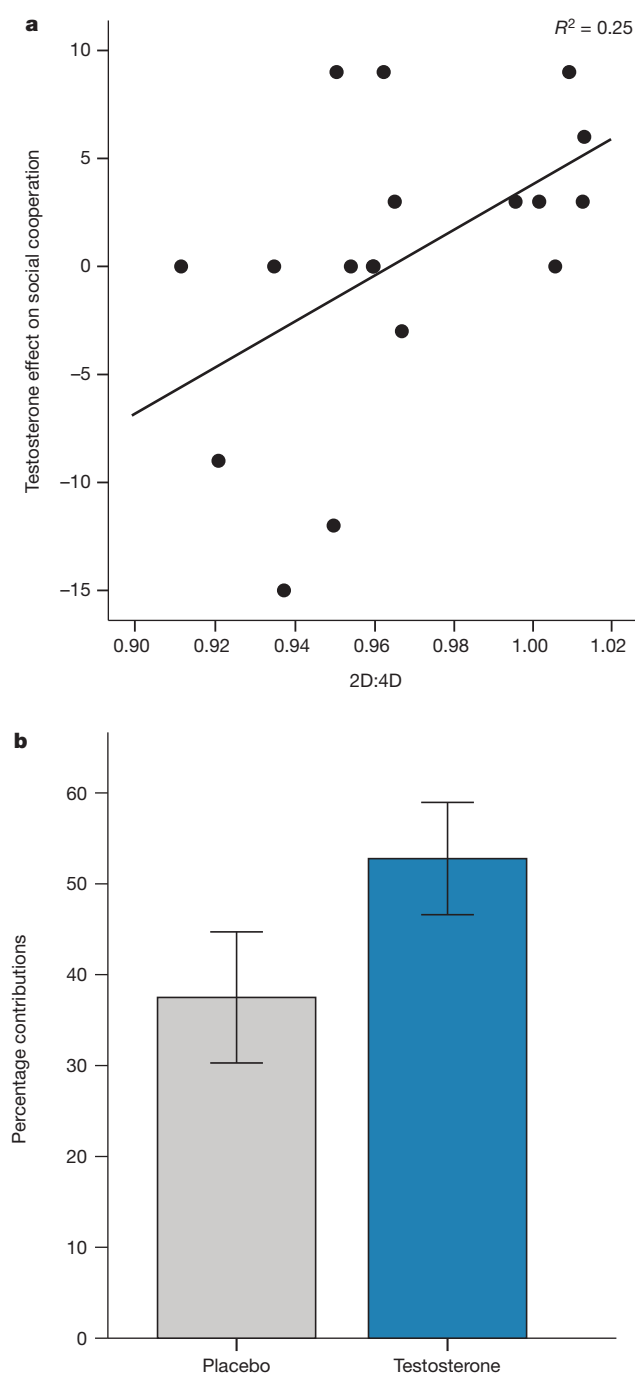 a
R² = 0.25
Testosterone effect on social cooperation
10
5
0
–5
–10
–15
0.90 0.92 0.94 0.96 0.98 1.00 1.02
2D:4D
b
Percentage contributions
60
50
40
30
20
10
0
Placebo Testosterone